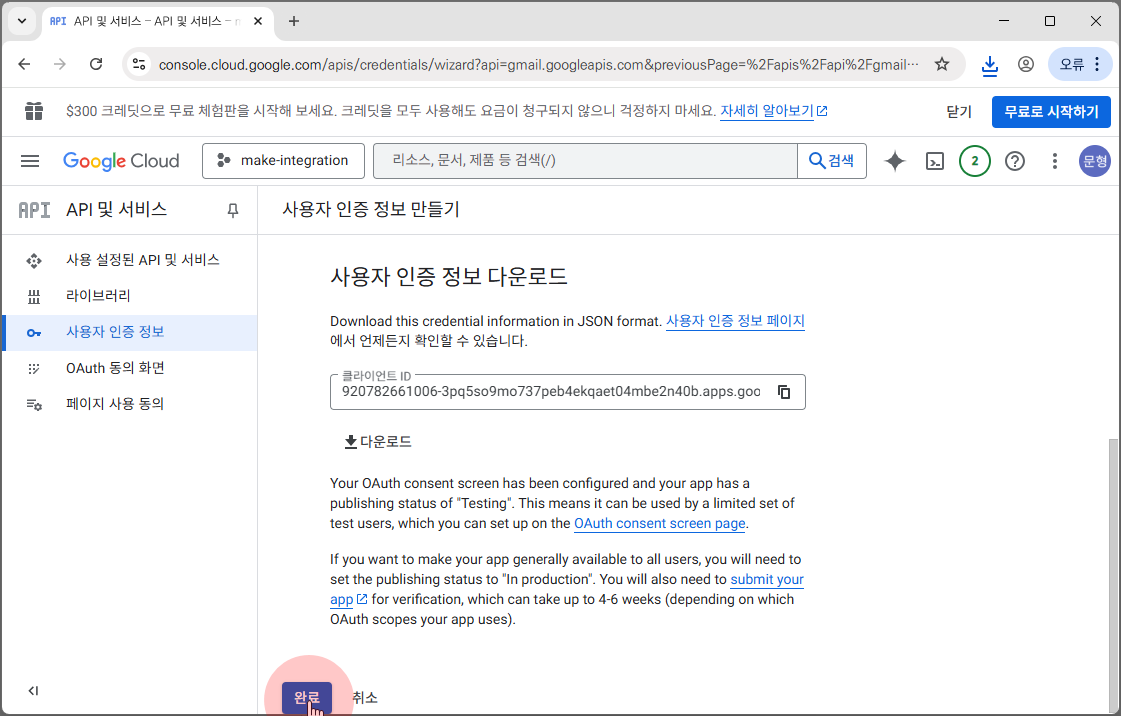 API API 및 서비스 – API 및 서비스 –
console.cloud.google.com/apis/credentials/wizard?api=gmail.googleapis.com&previousPage=%2Fapis%2Fapi%2Fgmail···
오류
$300 크레딧으로 무료 체험판을 시작해 보세요. 크레딧을 모두 사용해도 요금이 청구되지 않으니 걱정하지 마세요. 자세히 알아보기
닫기
무료로 시작하기
Google Cloud
make-integration
리소스, 문서, 제품 등 검색(/)
검색
2
문형
API API 및 서비스
사용자 인증 정보 만들기
사용 설정된 API 및 서비스
라이브러리
사용자 인증 정보
OAuth 동의 화면
페이지 사용 동의
사용자 인증 정보 다운로드
Download this credential information in JSON format. 사용자 인증 정보 페이지
에서 언제든지 확인할 수 있습니다.
클라이언트 ID
920782661006-3pq5so9mo737peb4ekqaet04mbe2n40b.apps.goo
다운로드
Your OAuth consent screen has been configured and your app has a
publishing status of "Testing". This means it can be used by a limited set of
test users, which you can set up on the OAuth consent screen page.
If you want to make your app generally available to all users, you will need to
set the publishing status to "In production". You will also need to submit your
app for verification, which can take up to 4-6 weeks (depending on which
OAuth scopes your app uses).
완료
취소